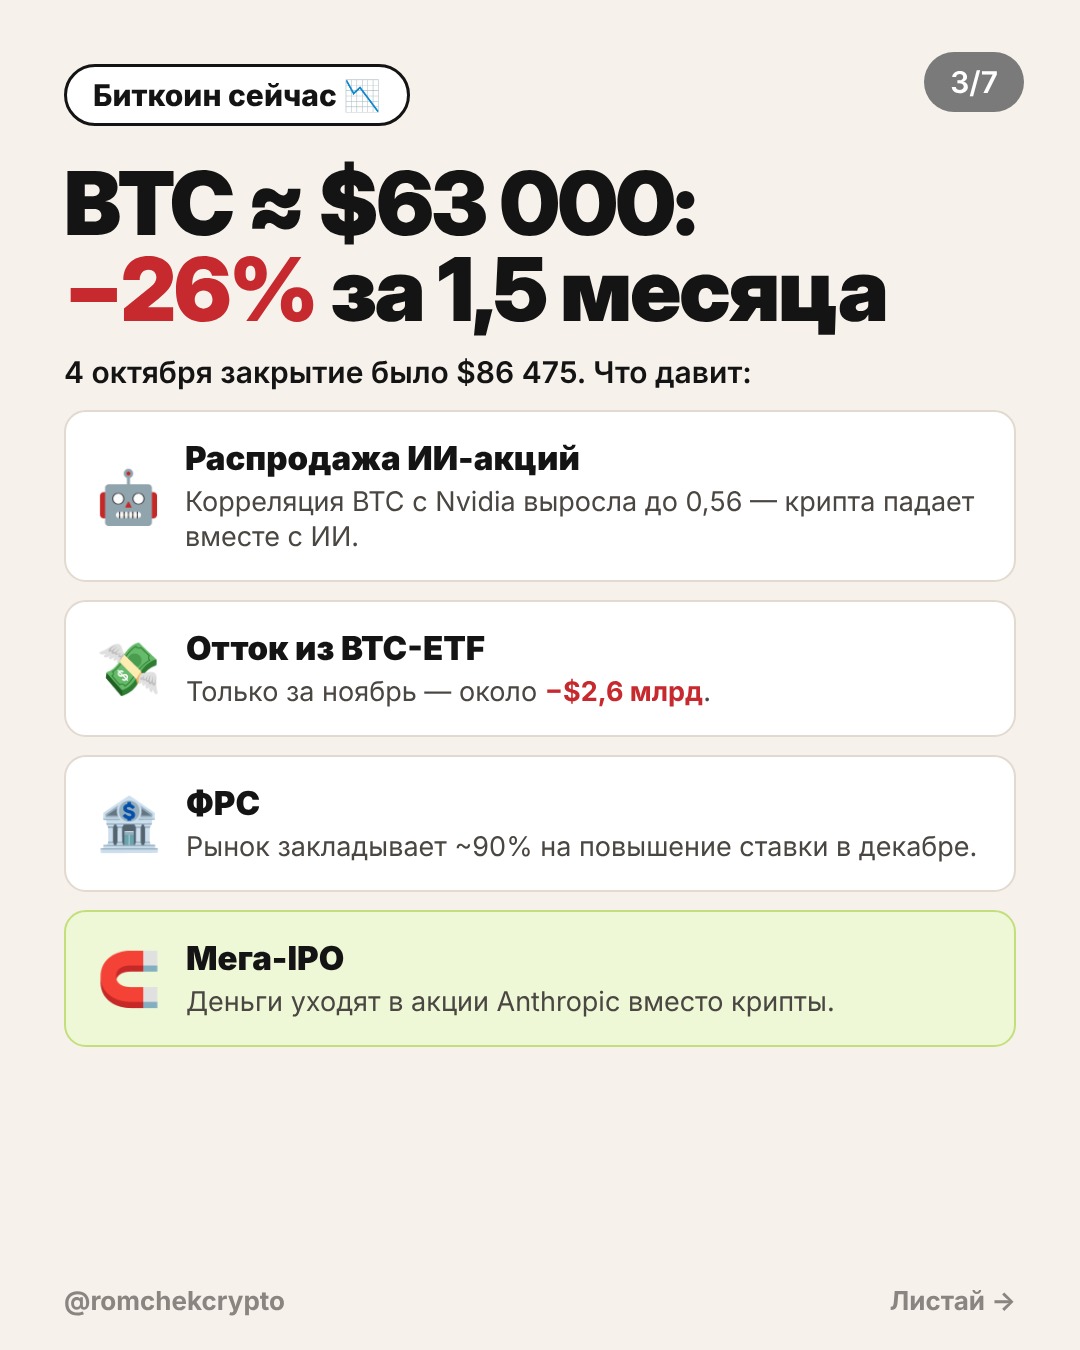 Биткоин сейчас
3/7
BTC ≈ $63 000:
−26% за 1,5 месяца
4 октября закрытие было $86 475. Что давит:
Распродажа ИИ-акций
Корреляция BTC с Nvidia выросла до 0,56 — крипта падает
вместе с ИИ.
Отток из BTC-ETF
Только за ноябрь — около −$2,6 млрд.
ФРС
Рынок закладывает ~90% на повышение ставки в декабре.
Мега-IPO
Деньги уходят в акции Anthropic вместо крипты.
@romchekcrypto
Листай →